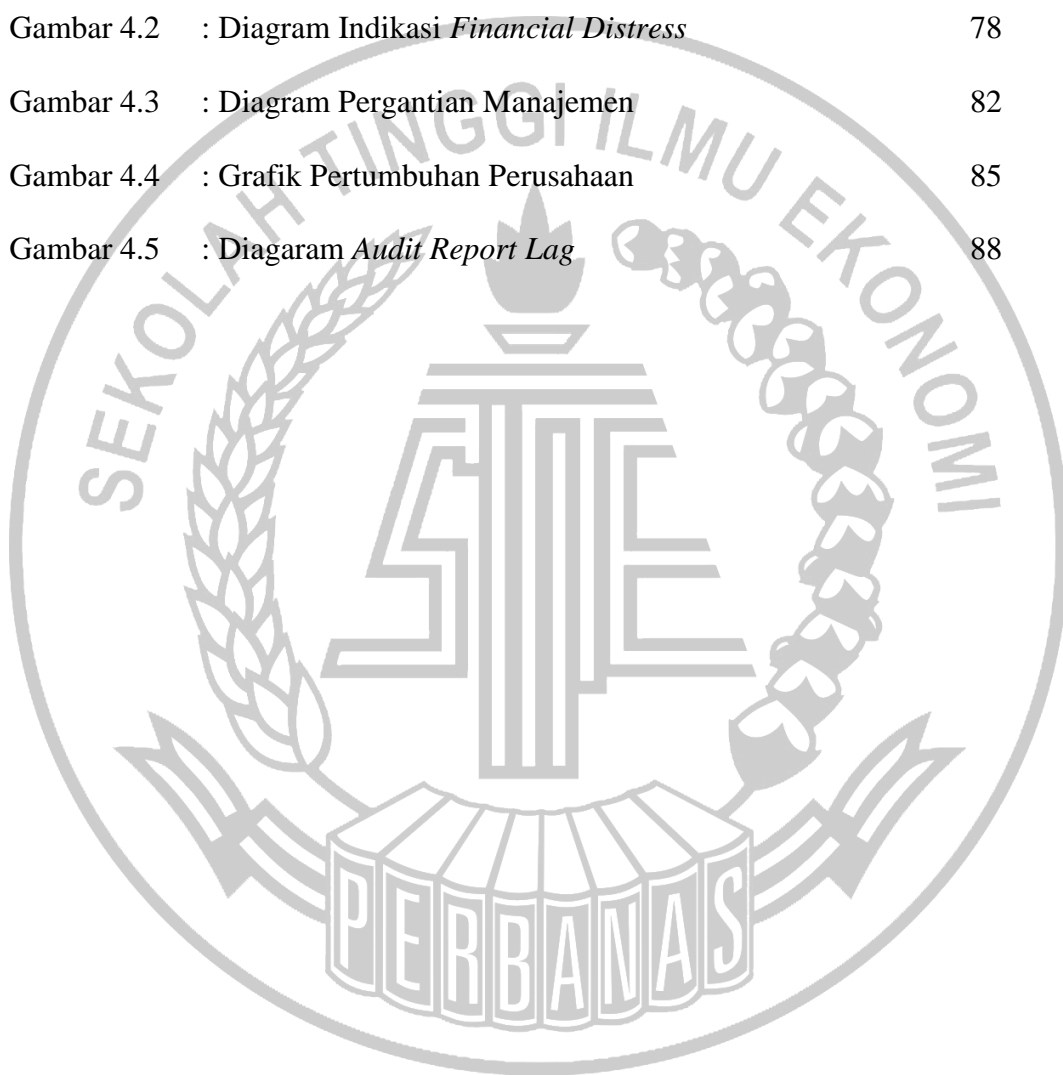 Gambar 4.2 : Diagram Indikasi Financial Distress 78
Gambar 4.3 : Diagram Pergantian Manajemen 82
Gambar 4.4 : Grafik Pertumbuhan Perusahaan 85
Gambar 4.5 : Diagaram Audit Report Lag 88
SEKOLAH TINGGI ILMU EKONOMI
STIE
PERBANAS